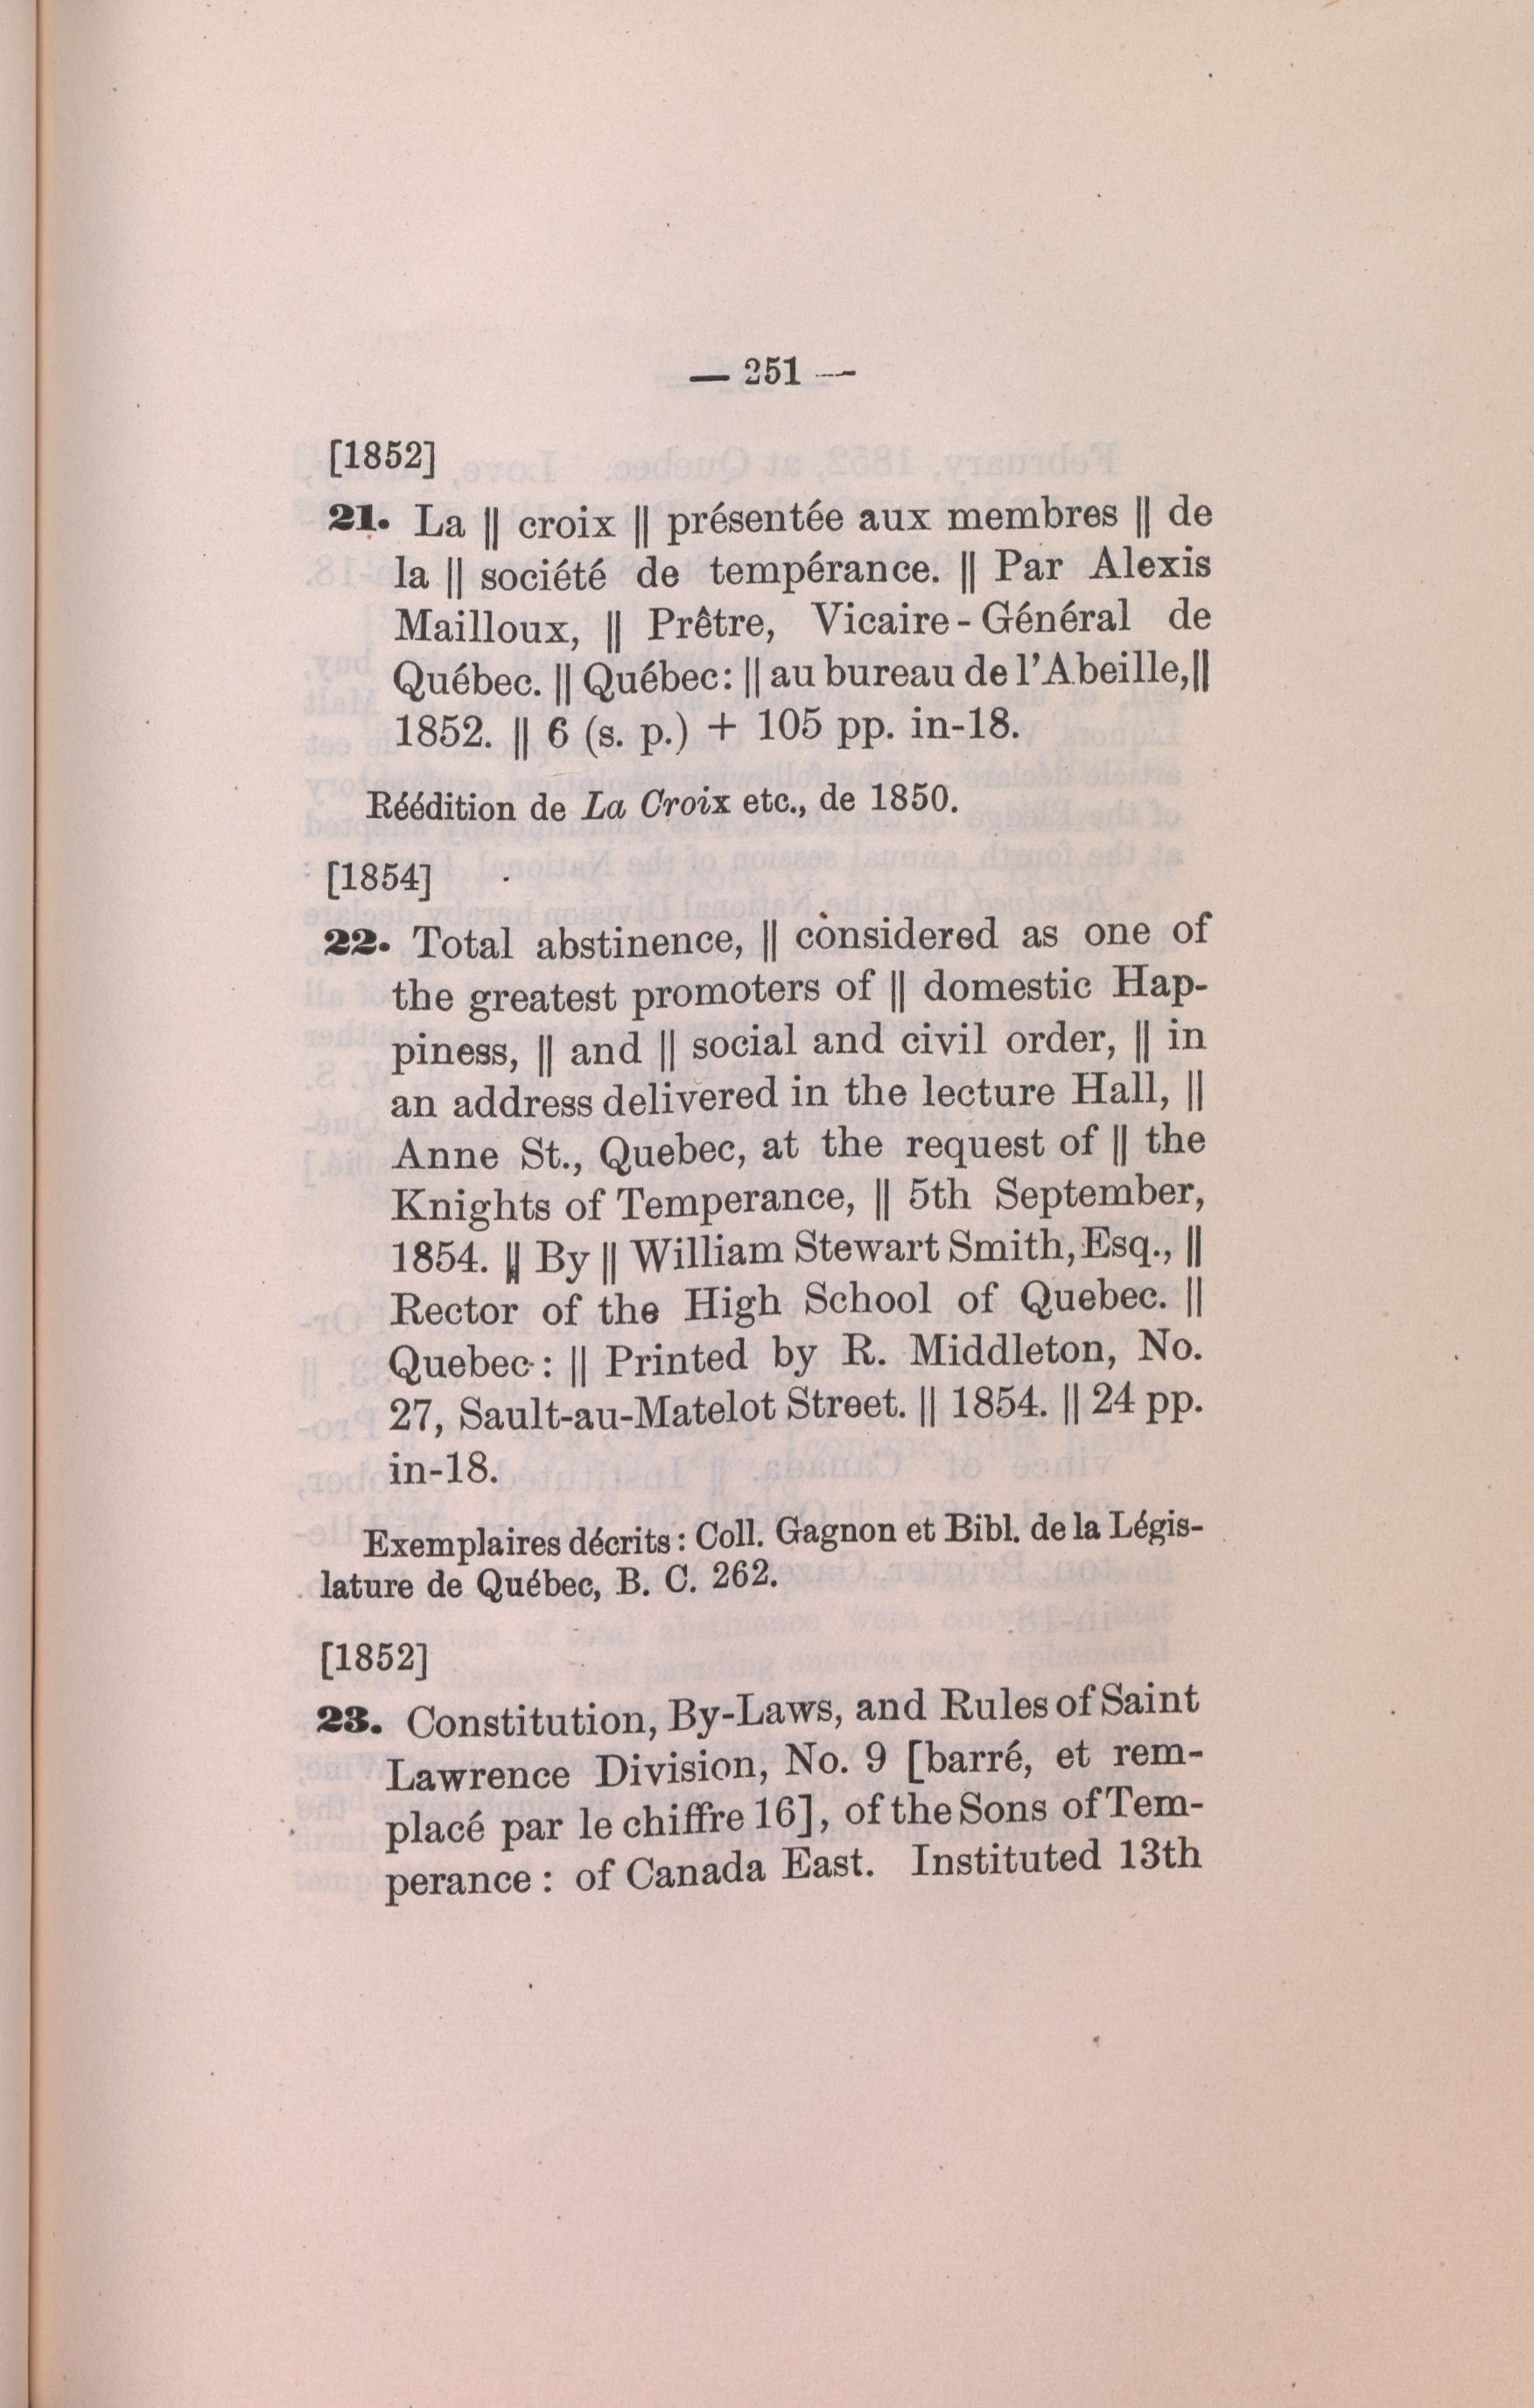 — 251 —
[1852]
21. La || croix || présentée aux membres || de
la || société de tempérance. || Par Alexis
Mailloux, || Prêtre, Vicaire-Général de
Québec. || Québec: || au bureau de l'Abeille, ||
1852. || 6 (s. p.) + 105 pp. in-18.
Réédition de La Croix etc., de 1850.
[1854]
22. Total abstinence, || considered as one of
the greatest promoters of || domestic Hap-
piness, || and || social and civil order, || in
an address delivered in the lecture Hall, ||
Anne St., Quebec, at the request of || the
Knights of Temperance, || 5th September,
1854. || By || William Stewart Smith, Esq., ||
Rector of the High School of Quebec. ||
Quebec: || Printed by R. Middleton, No.
27, Sault-au-Matelot Street. || 1854. || 24 pp.
in-18.
Exemplaires décrits: Coll. Gagnon et Bibl. de la Légis-
lature de Québec, B. C. 262.
[1852]
23. Constitution, By-Laws, and Rules of Saint
Lawrence Division, No. 9 [barré, et rem-
placé par le chiffre 16], of the Sons of Tem-
perance: of Canada East. Instituted 13th